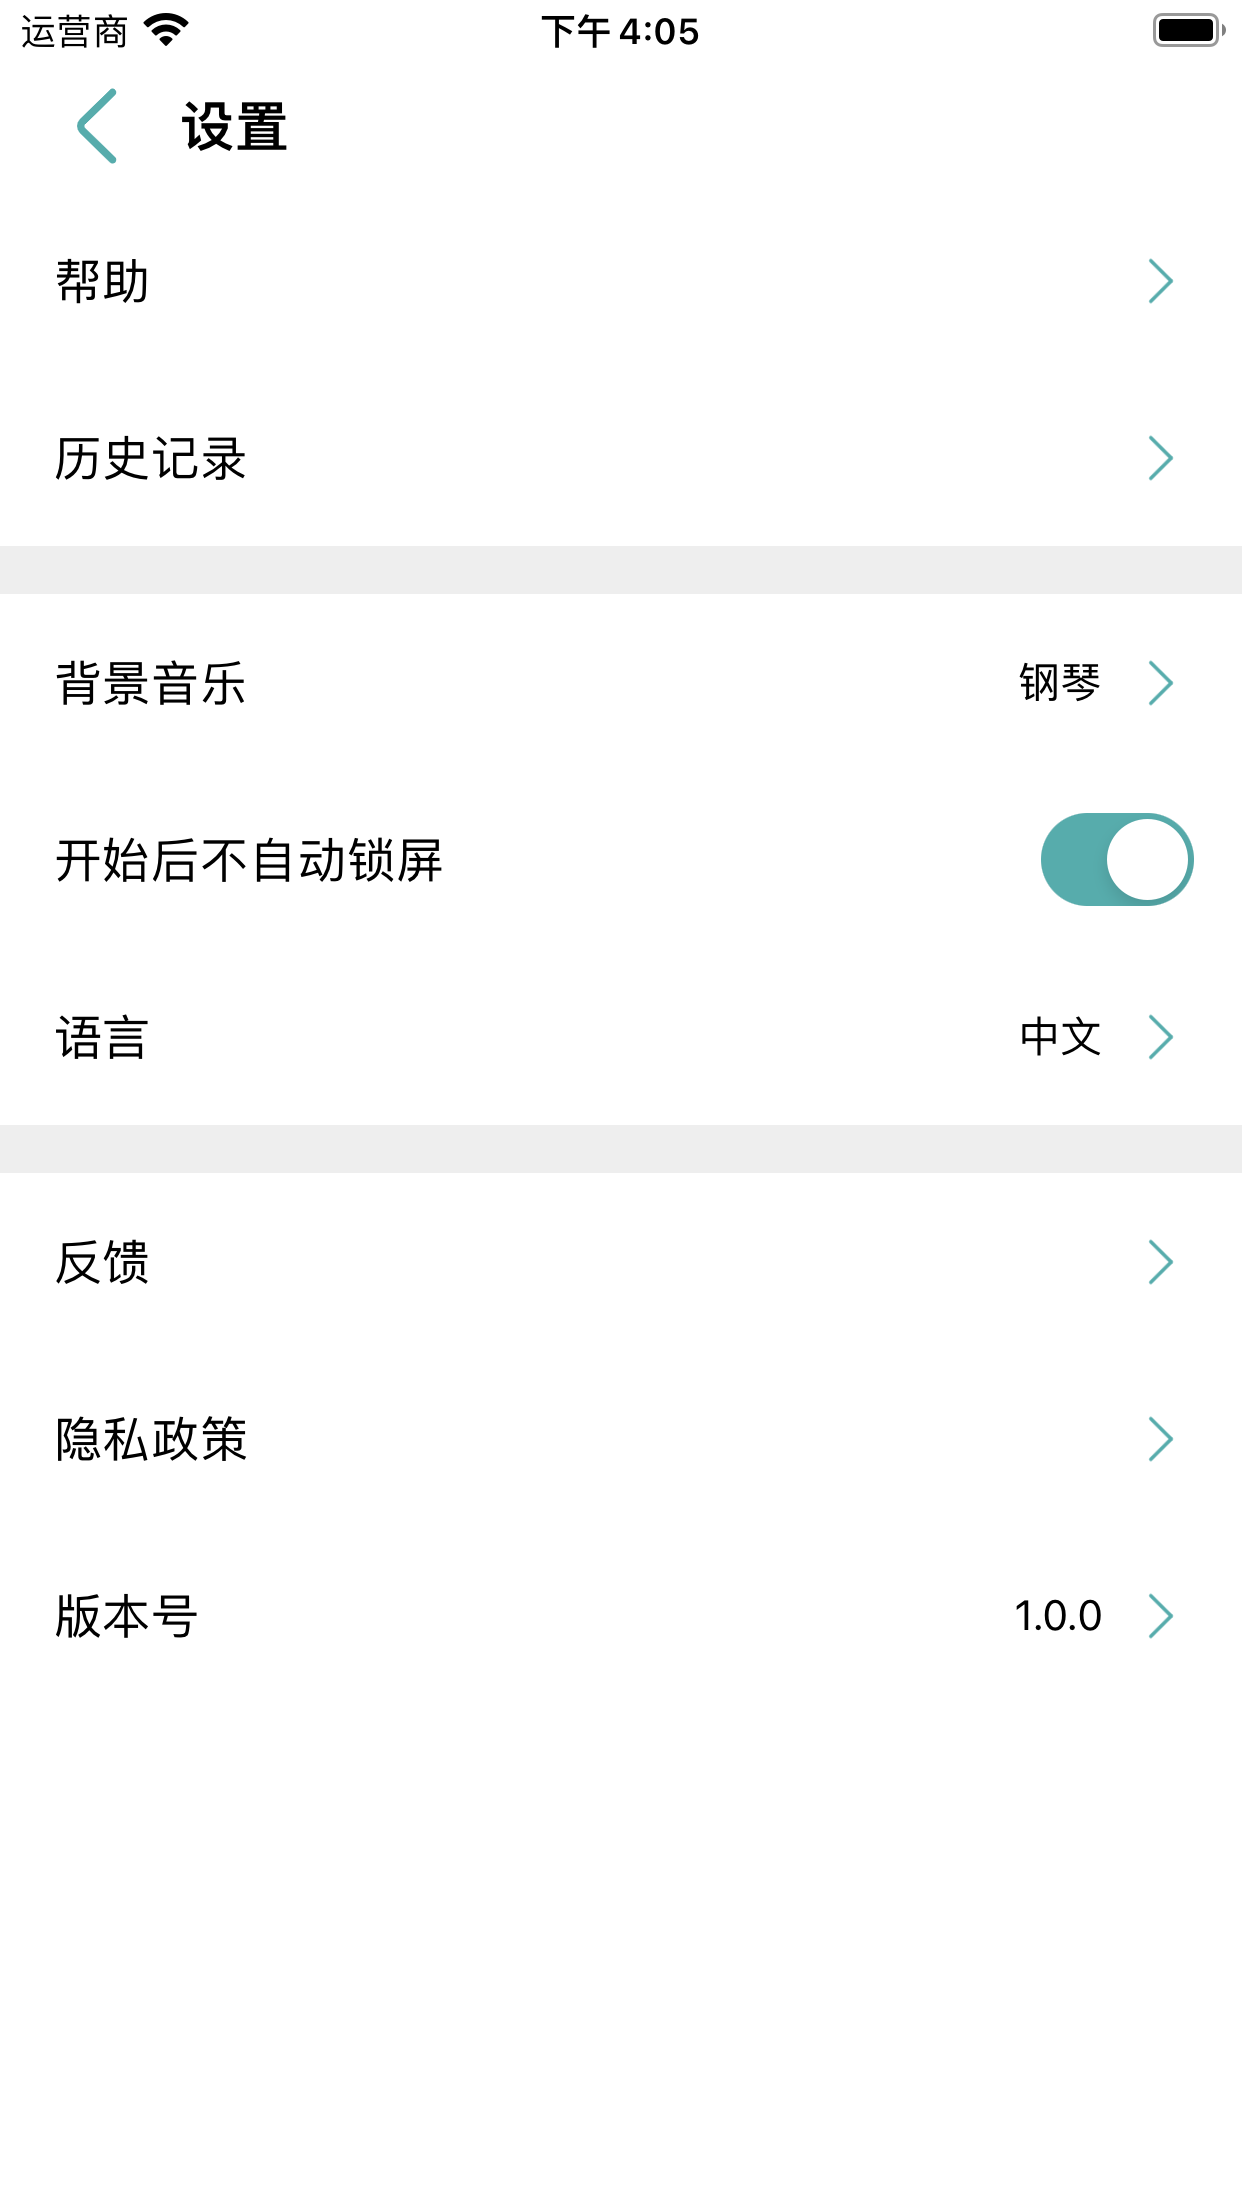 运营商 下午 4:05
设置
帮助
历史记录
背景音乐 钢琴
开始后不自动锁屏
语言 中文
反馈
隐私政策
版本号 1.0.0